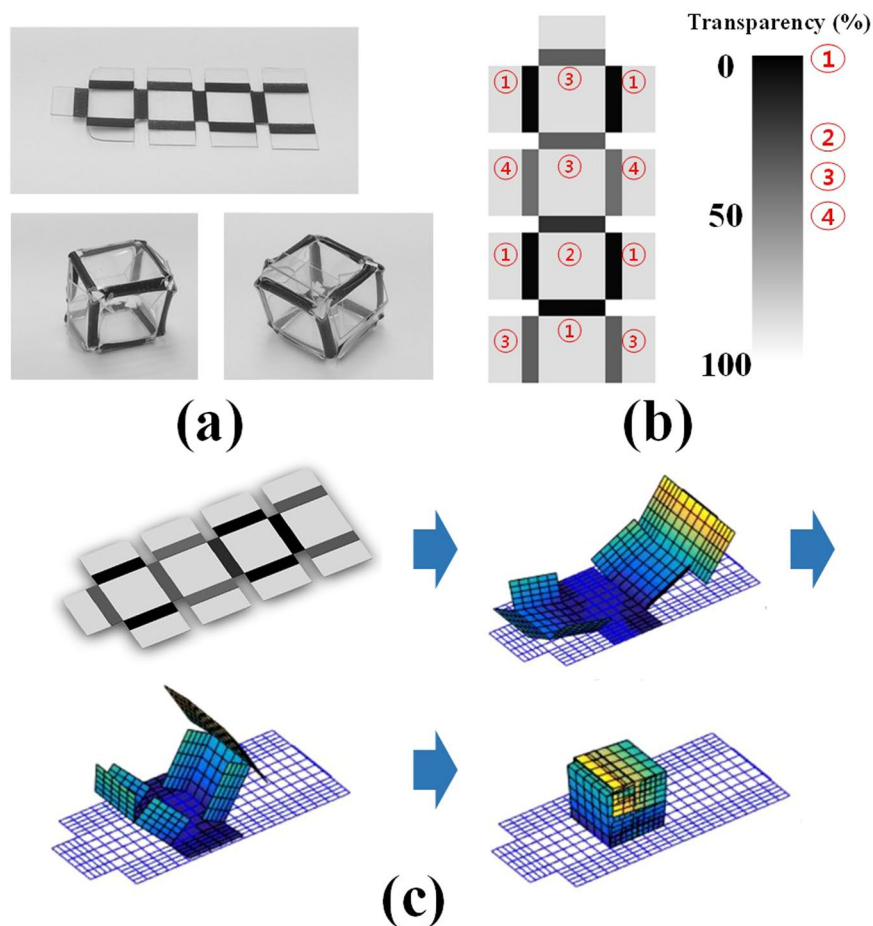 Transparency (%)
0
50
100
①
②
③
④
① ③ ①
④ ③ ④
① ② ①
③ ① ③
(a)
(b)
(c)